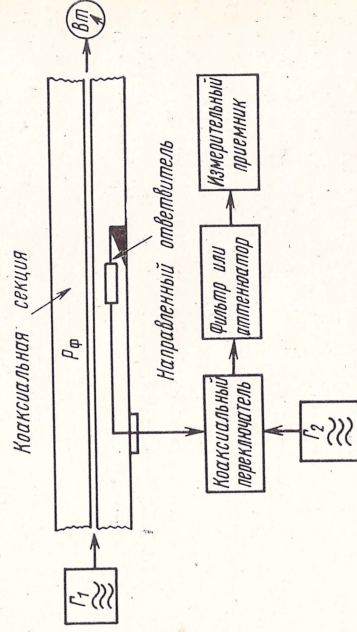 Коаксиальная секция
Вт
Pф
Г1
Направленный ответвитель
Коаксиальный
переключатель
Фильтр или
аттенюатор
Измерительный
приемник
Г2